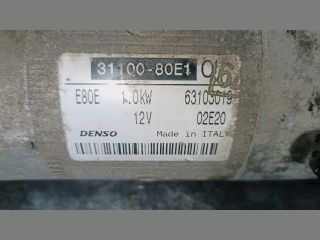 31100-80E1
E80E 1.0kW 63103019
12V 02E20
DENSO Made in ITALY